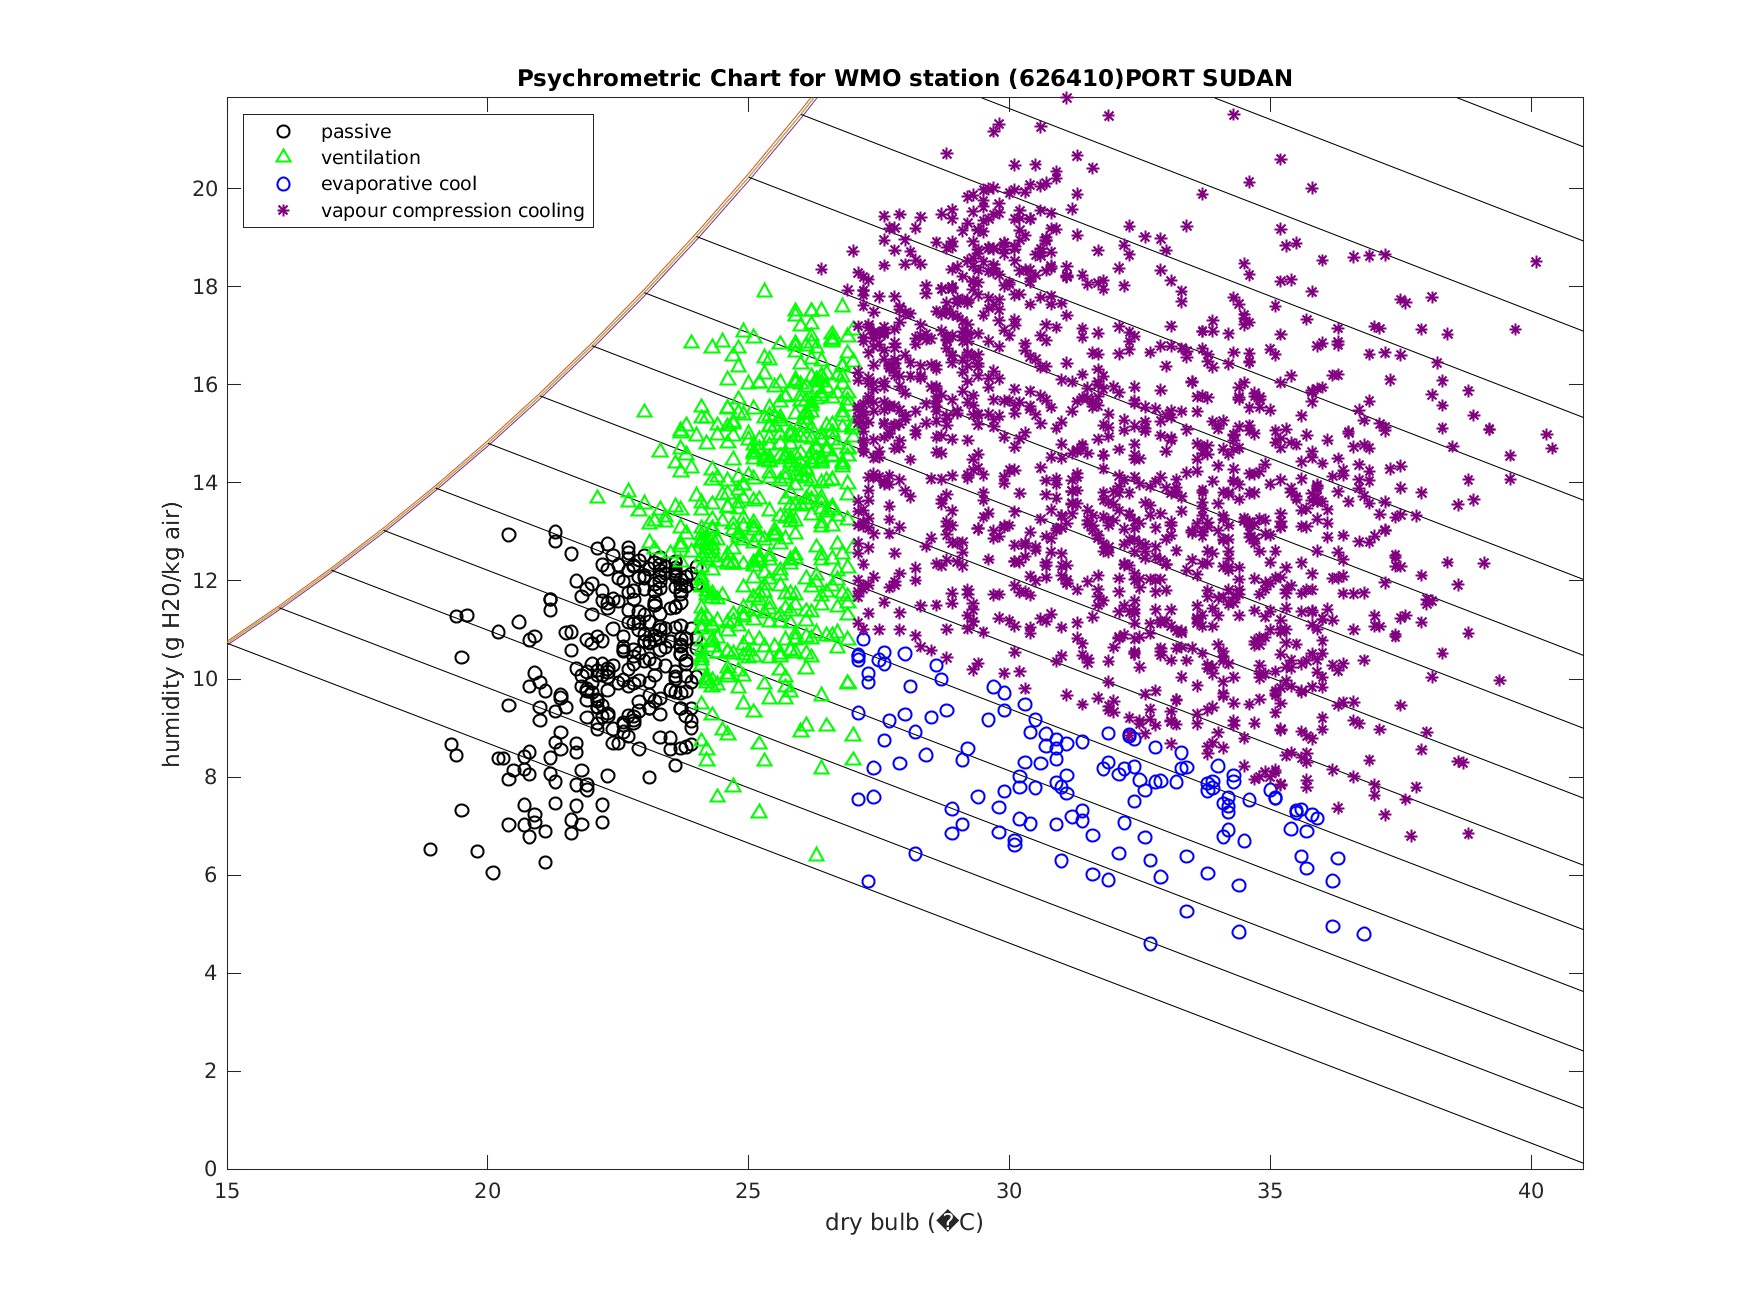 Psychrometric Chart for WMO station (626410)PORT SUDAN
passive
ventilation
evaporative cool
vapour compression cooling
humidity (g H20/kg air)
20
18
16
14
12
10
8
6
4
2
0
15 20 25 30 35 40
dry bulb (�C)